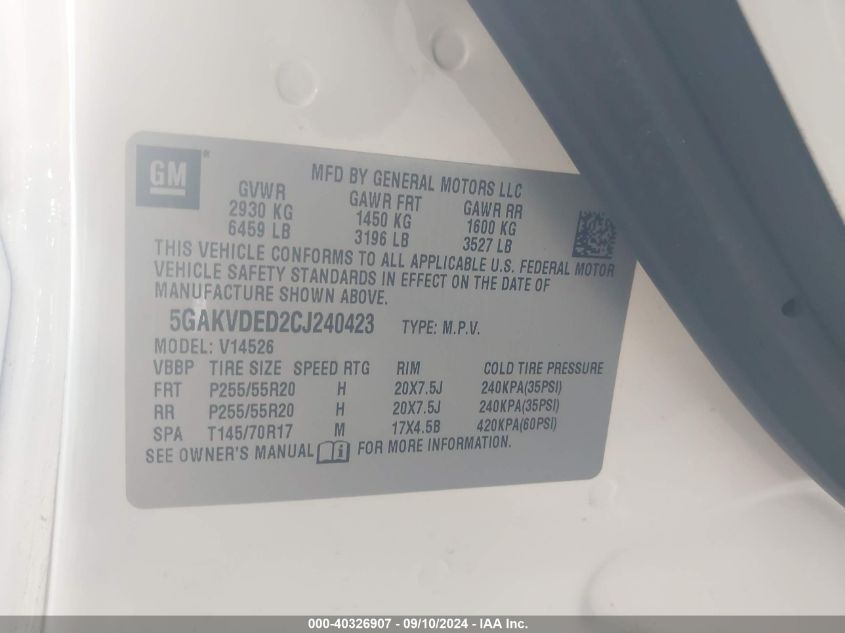 GM ®
MFD BY GENERAL MOTORS LLC
GVWR GAWR FRT GAWR RR
2930 KG 1450 KG 1600 KG
6459 LB 3196 LB 3527 LB
THIS VEHICLE CONFORMS TO ALL APPLICABLE U.S. FEDERAL MOTOR
VEHICLE SAFETY STANDARDS IN EFFECT ON THE DATE OF
MANUFACTURE SHOWN ABOVE.
5GAKVDED2CJ240423 TYPE: M.P.V.
MODEL: V14526
VBBP TIRE SIZE SPEED RTG RIM COLD TIRE PRESSURE
FRT P255/55R20 H 20X7.5J 240KPA(35PSI)
RR P255/55R20 H 20X7.5J 240KPA(35PSI)
SPA T145/70R17 M 17X4.5B 420KPA(60PSI)
SEE OWNER'S MANUAL i FOR MORE INFORMATION.
000-40326907 - 09/10/2024 - IAA Inc.